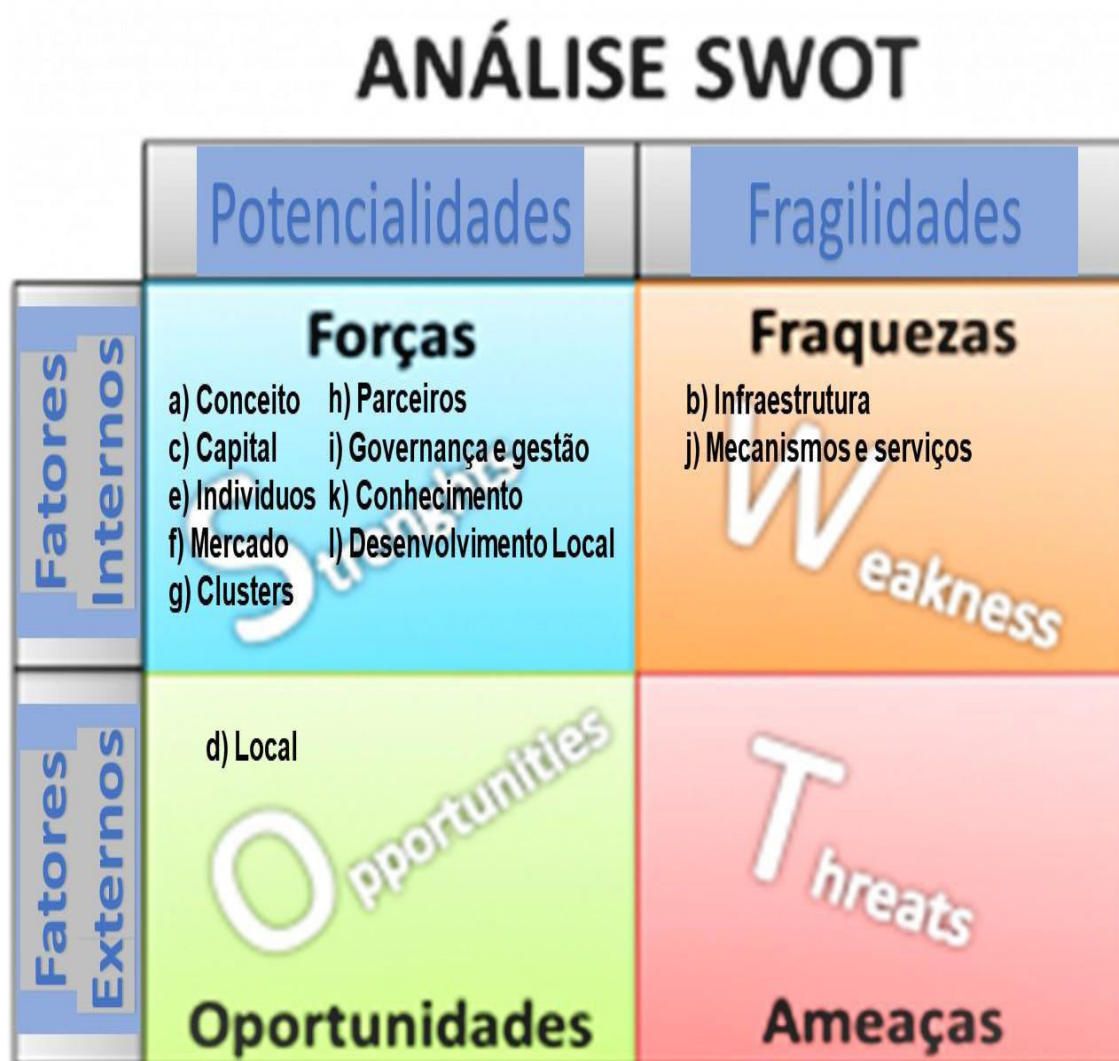 ANÁLISE SWOT
Potencialidades
Fragilidades
Fatores
Internos
Forças
a) Conceito h) Parceiros
c) Capital i) Governança e gestão
e) Individuos k) Conhecimento
f) Mercado l) Desenvolvimento Local
g) Clusters
Strenghts
Fraquezas
b) Infraestrutura
j) Mecanismos e serviços
Weakness
Fatores
Externos
d) Local
Opportunities
Oportunidades
Threats
Ameaças